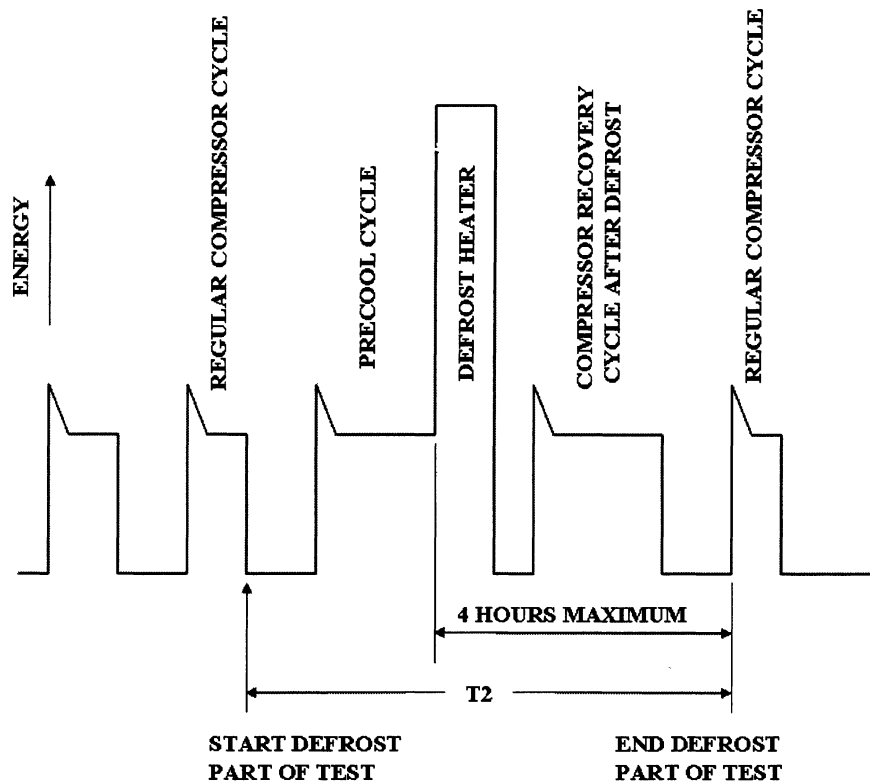 ENERGY
REGULAR COMPRESSOR CYCLE
PRECOOL CYCLE
DEFROST HEATER
COMPRESSOR RECOVERY
CYCLE AFTER DEFROST
REGULAR COMPRESSOR CYCLE
4 HOURS MAXIMUM
T2
START DEFROST
PART OF TEST
END DEFROST
PART OF TEST